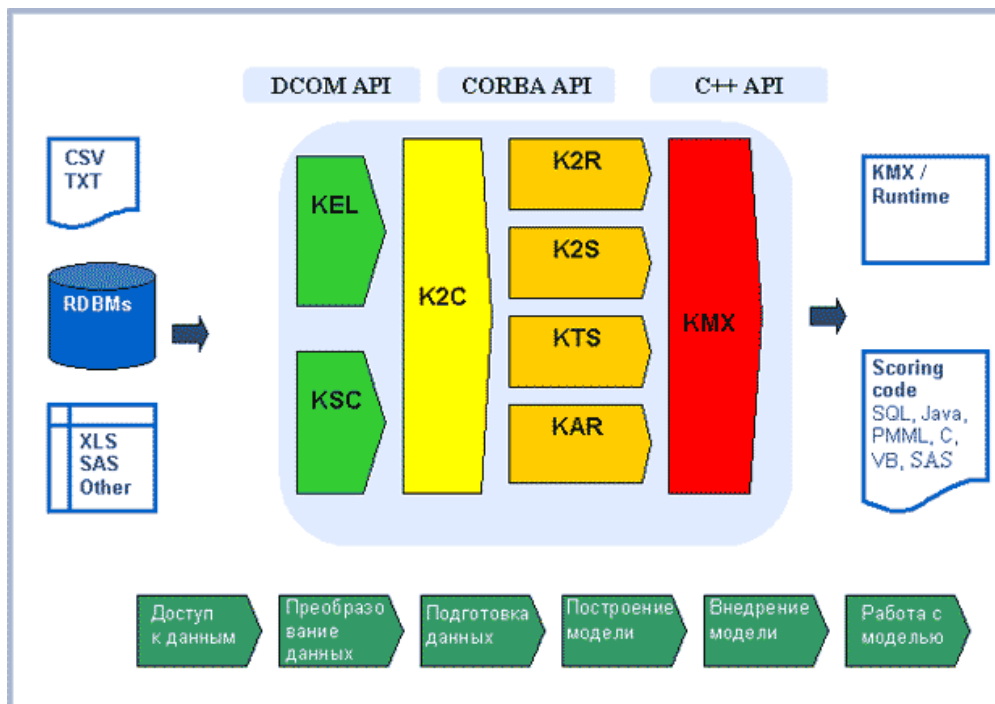 DCOM API
CORBA API
C++ API
CSV
TXT
RDBMs
XLS
SAS
Other
KEL
KSC
K2C
K2R
K2S
KTS
KAR
KMX
KMX /
Runtime
Scoring
code
SQL, Java,
PMML, C,
VB, SAS
Доступ
к данным
Преобразо
вание
данных
Подготовка
данных
Построение
модели
Внедрение
модели
Работа с
моделью